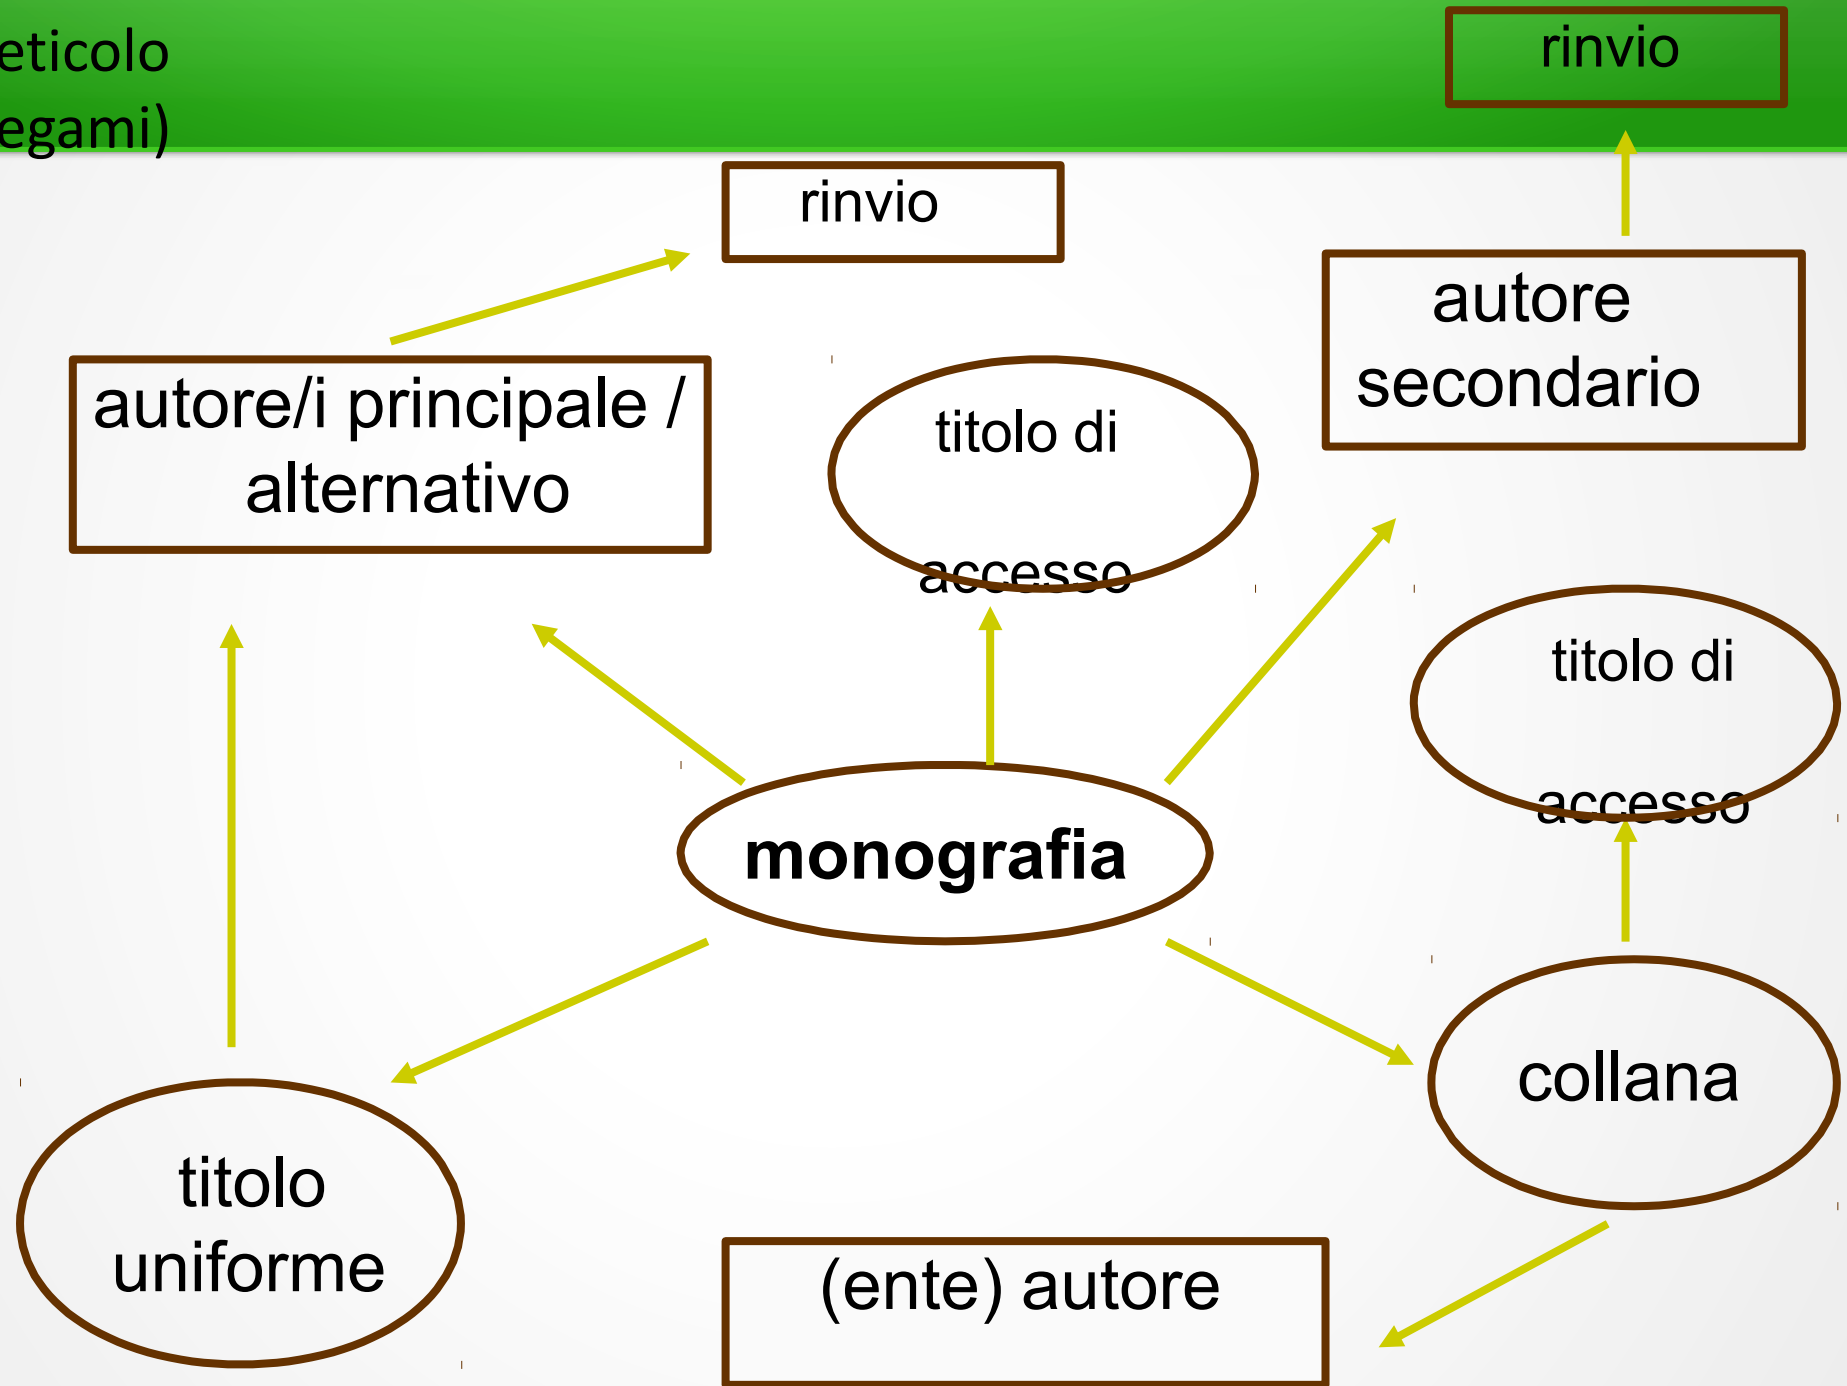 eticolo
egami)
rinvio
rinvio
autore
secondario
autore/i principale /
alternativo
titolo di
accesso
titolo di
accesso
monografia
collana
titolo
uniforme
(ente) autore